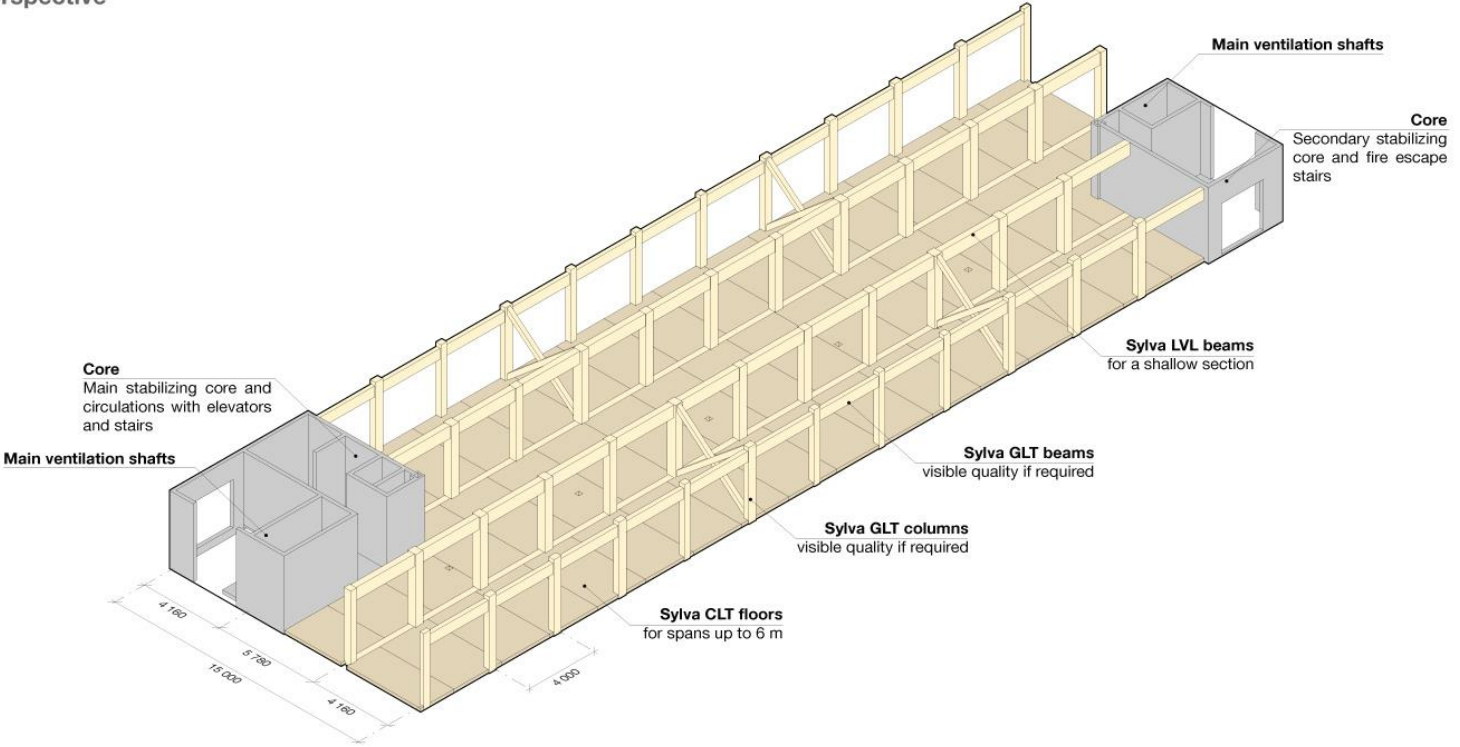 Main ventilation shafts
Core
Secondary stabilizing
core and fire escape
stairs
Sylva LVL beams
for a shallow section
Core
Main stabilizing core and
circulations with elevators
and stairs
Main ventilation shafts
Sylva GLT beams
visible quality if required
Sylva GLT columns
visible quality if required
Sylva CLT floors
for spans up to 6 m
4 160
5 780
15 000
4 160
4 000